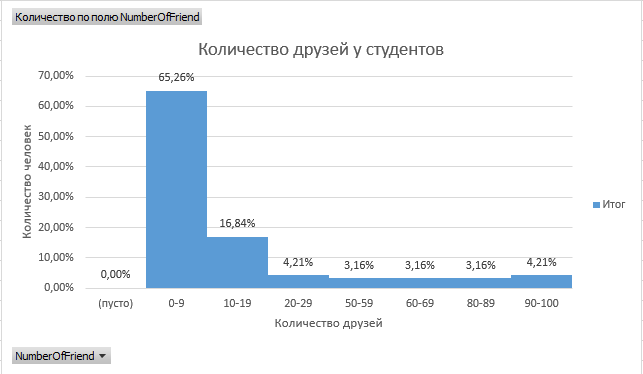 Количество по полю NumberOfFriend
Количество друзей у студентов
70,00%
60,00%
50,00%
40,00%
30,00%
20,00%
10,00%
0,00%
Количество человек
0,00%
65,26%
16,84%
4,21%
3,16%
3,16%
3,16%
4,21%
(пусто) 0-9 10-19 20-29 50-59 60-69 80-89 90-100
Количество друзей
Итог
NumberOfFriend